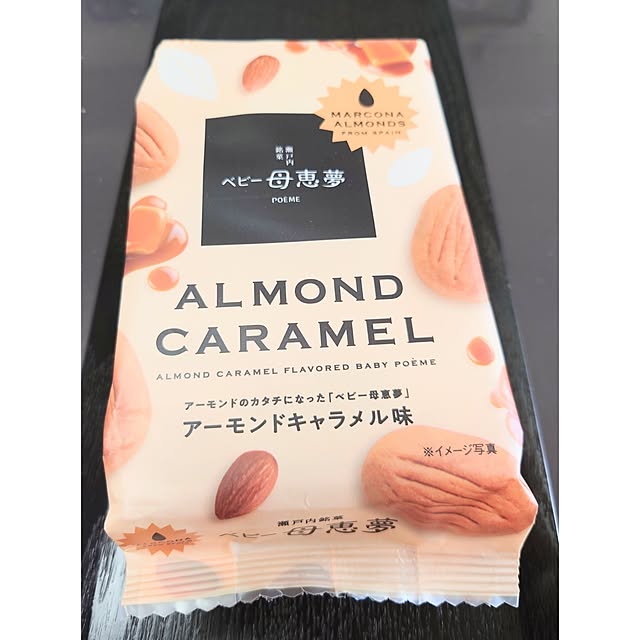 MARCONA
ALMONDS
FROM SPAIN
瀬戸内
銘菓
ベビー母恵夢
POÈME
ALMOND
CARAMEL
ALMOND CARAMEL FLAVORED BABY POÈME
アーモンドのカタチになった「ベビー母恵夢」
アーモンドキャラメル味
※イメージ写真
瀬戸内銘菓
ベビー母恵夢